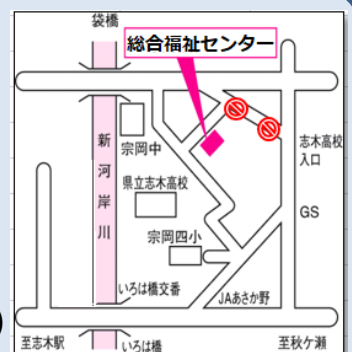 袋橋
総合福祉センター
新河岸川
宗岡中
志木高校
入口
県立志木高校
GS
宗岡四小
いろは橋交番
JAあさか野
至志木駅
いろは橋
至秋ケ瀬